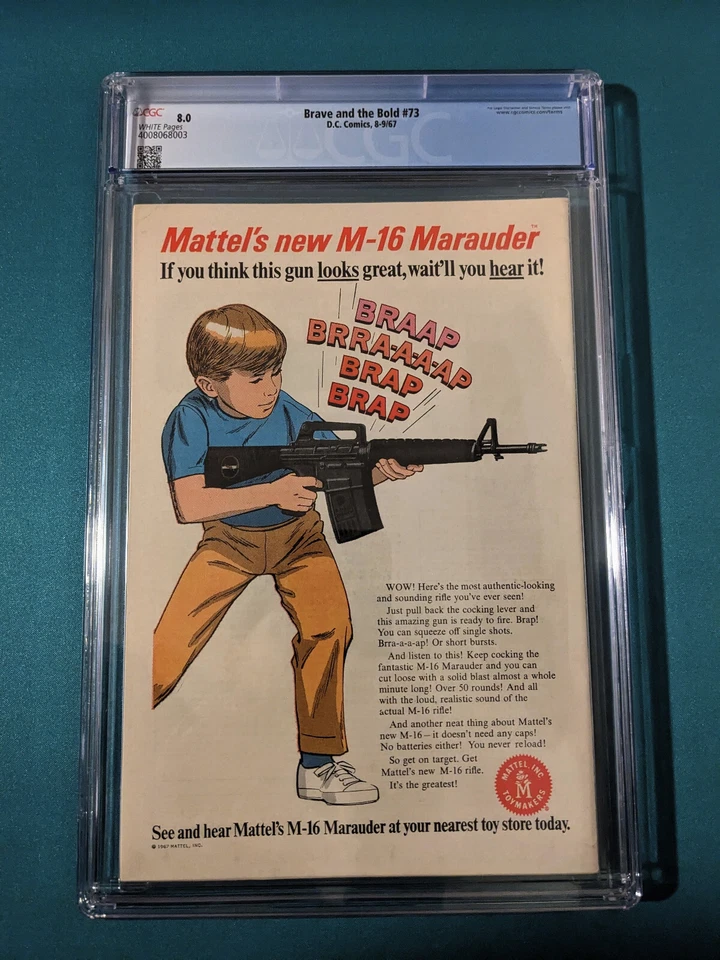 CGC 8.0
WHITE Pages
4008068003
Brave and the Bold #73
D.C. Comics, 8-9/67
www.cgccomics.com/terms
CGC
Mattel's new M-16 Marauder™
If you think this gun looks great, wait'll you hear it!
BRAAP
BRRA-A-A-AP
BRAP
BRAP
WOW! Here's the most authentic-looking
and sounding rifle you've ever seen!
Just pull back the cocking lever and
this amazing gun is ready to fire. Brap!
You can squeeze off single shots.
Brra-a-a-ap! Or short bursts.
And listen to this! Keep cocking the
fantastic M-16 Marauder and you can
cut loose with a solid blast almost a whole
minute long! Over 50 rounds! And all
with the loud, realistic sound of the
actual M-16 rifle!
And another neat thing about Mattel's
new M-16—it doesn't need any caps!
No batteries either! You never reload!
So get on target. Get
Mattel's new M-16 rifle.
It's the greatest!
MATTEL, INC.
M
TOYMAKERS
See and hear Mattel's M-16 Marauder at your nearest toy store today.
© 1967 MATTEL, INC.